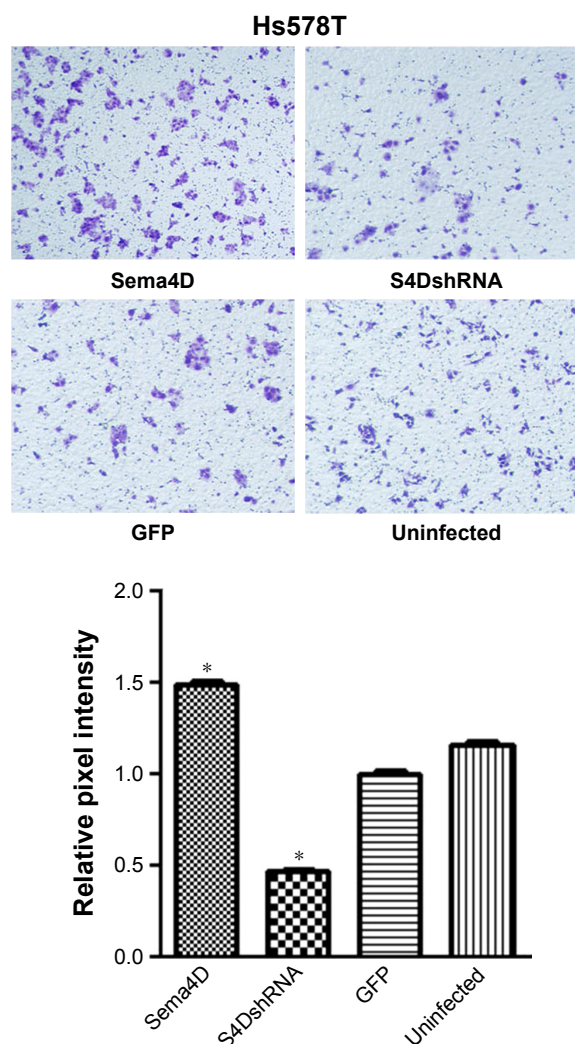 Hs578T
Sema4D
S4DshRNA
GFP
Uninfected
Relative pixel intensity
2.0
1.5
1.0
0.5
0.0
*
*
Sema4D
S4DshRNA
GFP
Uninfected